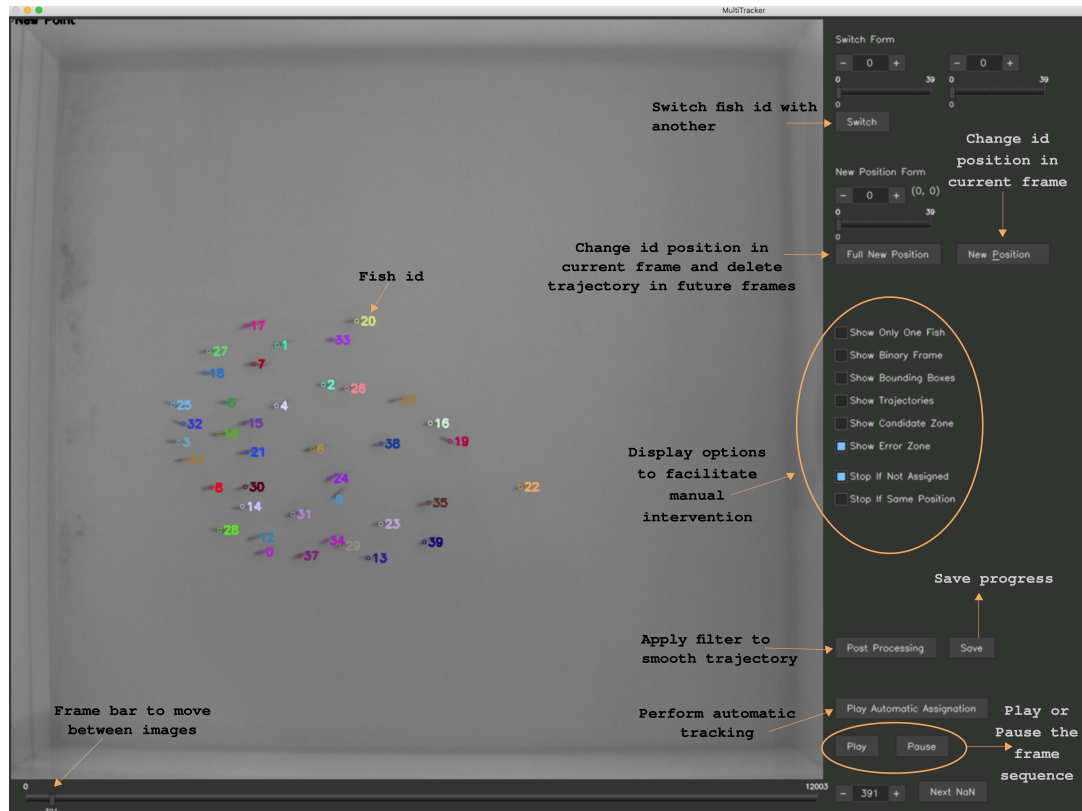 MultiTracker
New Point
Switch Form
- 0 +
- 0 +
0 39
0 39
0
0
Switch fish id with
another
Switch
Change id
position in
current frame
New Position Form
- 0 + (0, 0)
0 39
0
Change id position in
current frame and delete
trajectory in future frames
Full New Position
New Position
Fish id
17
20
1
33
27
7
18
2
26
25
4
32
15
16
3
38
19
21
6
8
30
24
22
14
31
35
28
23
12
34
29
39
0
37
13
Show Only One Fish
Show Binary Frame
Show Bounding Boxes
Show Trajectories
Show Candidate Zone
Show Error Zone
Stop If Not Assigned
Stop If Same Position
Display options
to facilitate
manual
intervention
Save progress
Apply filter to
smooth trajectory
Post Processing
Save
Frame bar to move
between images
Perform automatic
tracking
Play Automatic Assignation
Play or
Pause the
frame
sequence
Play
Pause
0 12003
391
- 391 +
Next NaN